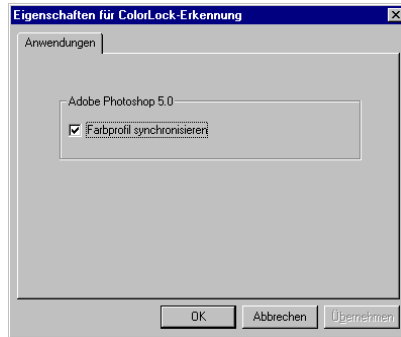 Eigenschaften für ColorLock-Erkennung
Anwendungen
Adobe Photoshop 5.0
Farbprofil synchronisieren
OK
Abbrechen
Übernehmen